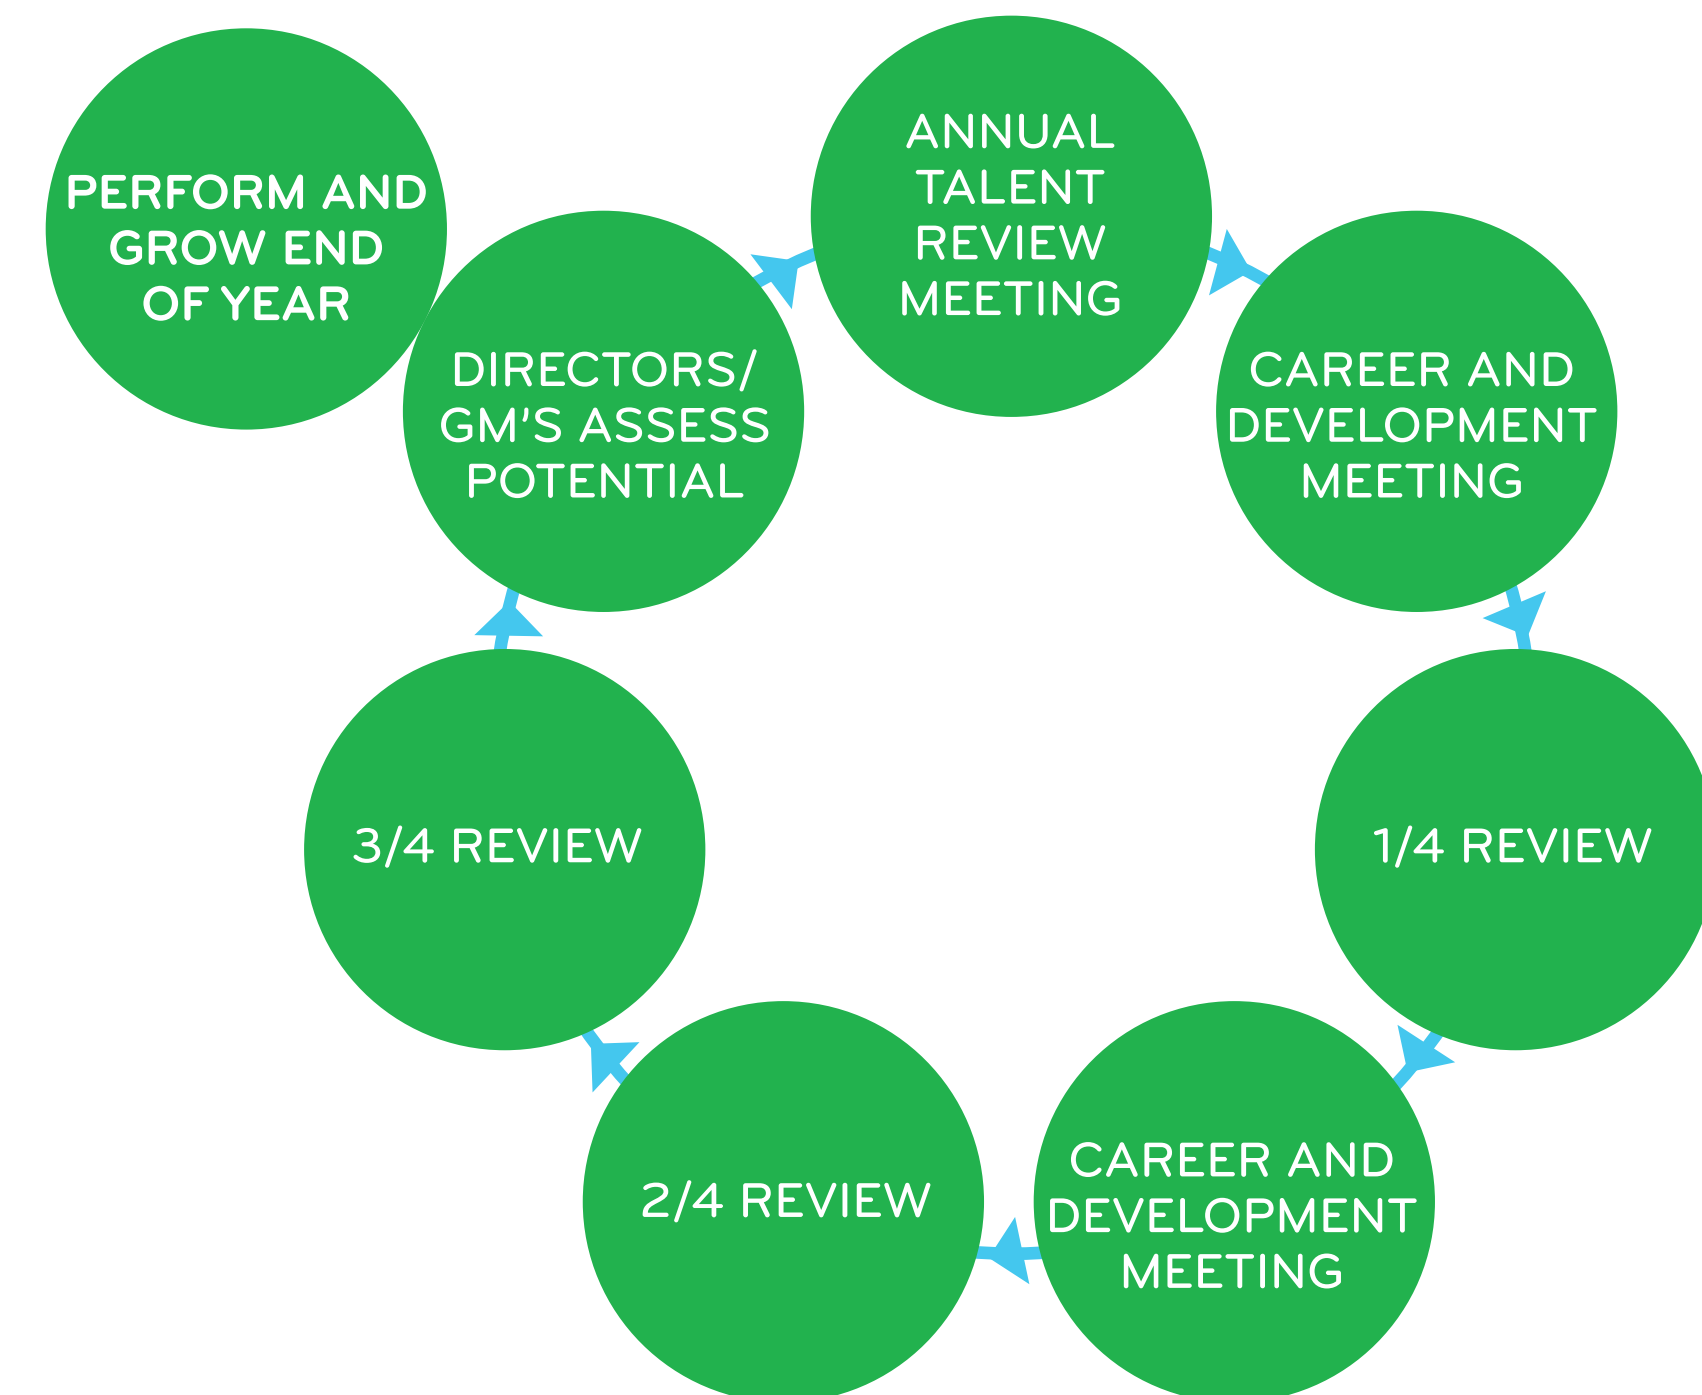 PERFORM AND
GROW END
OF YEAR
DIRECTORS/
GM'S ASSESS
POTENTIAL
ANNUAL
TALENT
REVIEW
MEETING
CAREER AND
DEVELOPMENT
MEETING
1/4 REVIEW
CAREER AND
DEVELOPMENT
MEETING
2/4 REVIEW
3/4 REVIEW